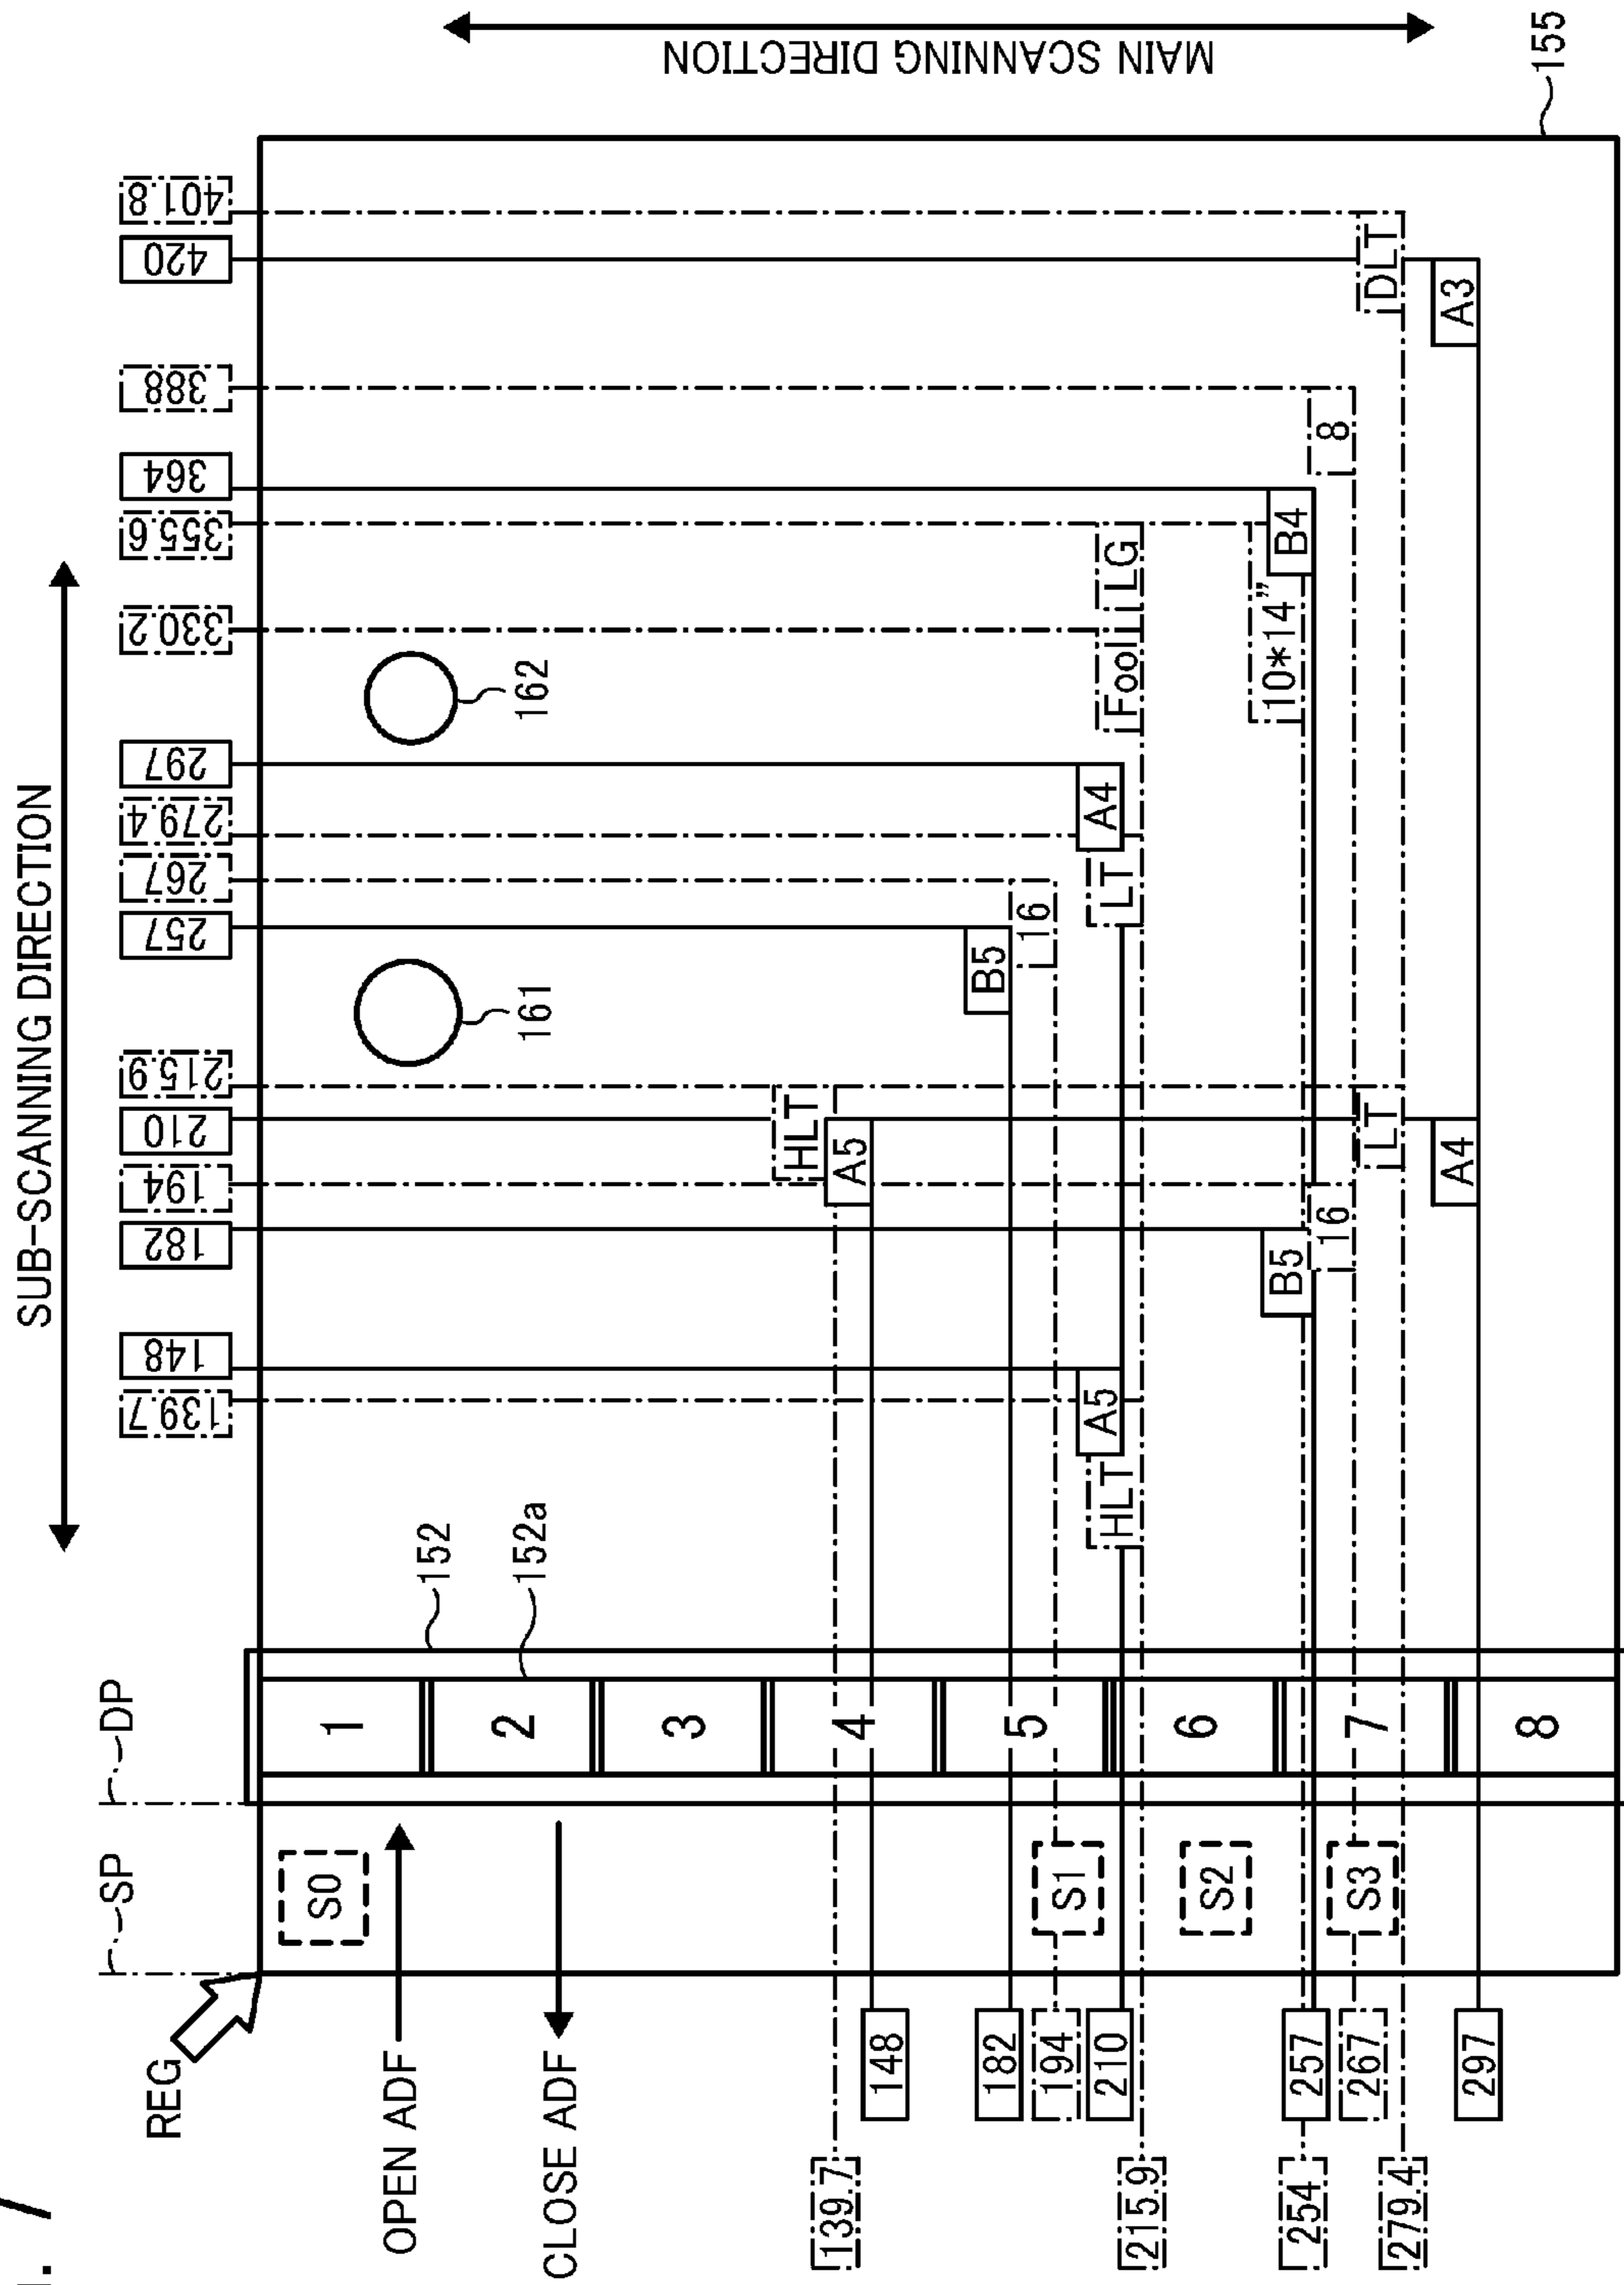 SUB-SCANNING DIRECTION
SP
DP
139.7
148
182
194
210
215.9
257
267
279.4
297
330.2
355.6
364
388
420
401.8
REG
OPEN ADF
CLOSE ADF
S0
1
2
3
4
5
6
7
8
152
152a
161
162
MAIN SCANNING DIRECTION
155
HLT
A5
B5
16
HLT
A5
LT
A4
Fool
LG
10*14"
B4
B5
16
8
LT
DLT
A4
A3
S1
S2
S3
139.7
148
182
194
210
215.9
254
257
267
279.4
297